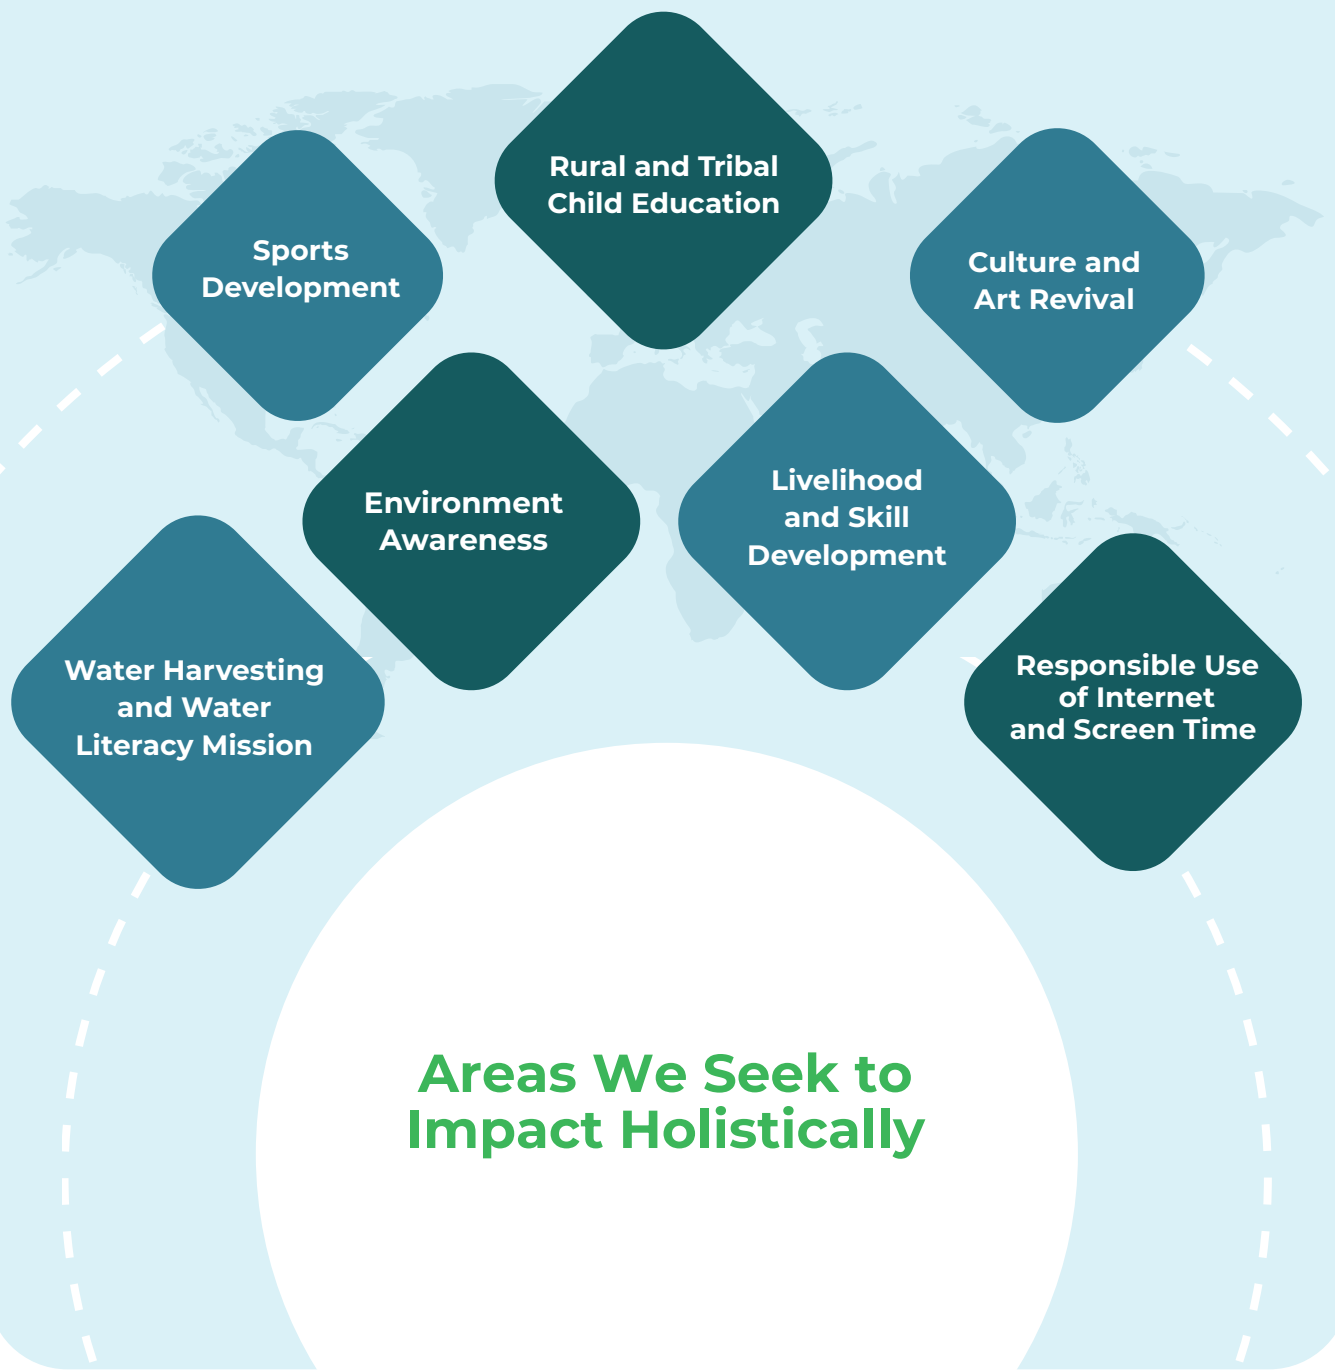 Rural and Tribal
Child Education
Sports
Development
Culture and
Art Revival
Environment
Awareness
Livelihood
and Skill
Development
Water Harvesting
and Water
Literacy Mission
Responsible Use
of Internet
and Screen Time
Areas We Seek to
Impact Holistically